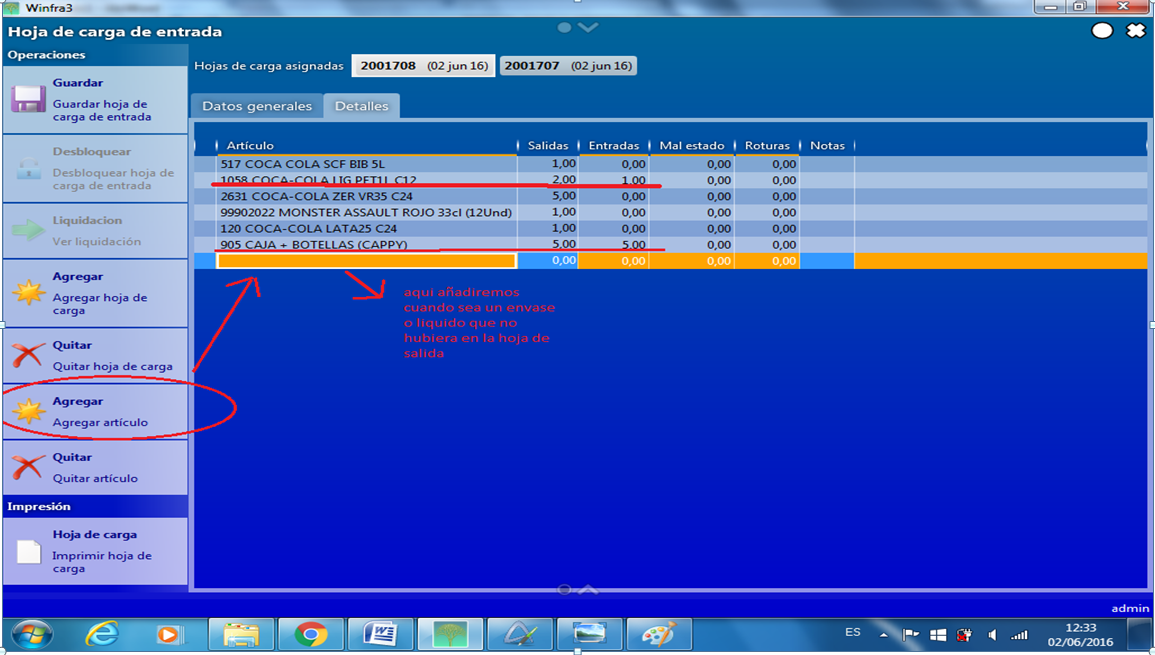 Winfra3
Hoja de carga de entrada
Operaciones
Guardar
Guardar hoja de
carga de entrada
Desbloquear
Desbloquear hoja de
carga de entrada
Liquidacion
Ver liquidación
Agregar
Agregar hoja de
carga
Quitar
Quitar hoja de carga
Agregar
Agregar artículo
Quitar
Quitar artículo
Impresión
Hoja de carga
Imprimir hoja de
carga
Hojas de carga asignadas 2001708 (02 jun 16) 2001707 (02 jun 16)
Datos generales Detalles
Artículo Salidas Entradas Mal estado Roturas Notas
517 COCA COLA SCF BIB 5L 1,00 0,00 0,00 0,00
1058 COCA-COLA LIG PET1L C12 2,00 1,00 0,00 0,00
2631 COCA-COLA ZER VR35 C24 5,00 0,00 0,00 0,00
99902022 MONSTER ASSAULT ROJO 33cl (12Und) 1,00 0,00 0,00 0,00
120 COCA-COLA LATA25 C24 1,00 0,00 0,00 0,00
905 CAJA + BOTELLAS (CAPPY) 5,00 5,00 0,00 0,00
0,00 0,00 0,00 0,00
aqui añadiremos
cuando sea un envase
o liquido que no
hubiera en la hoja de
salida
admin
ES
12:33
02/06/2016